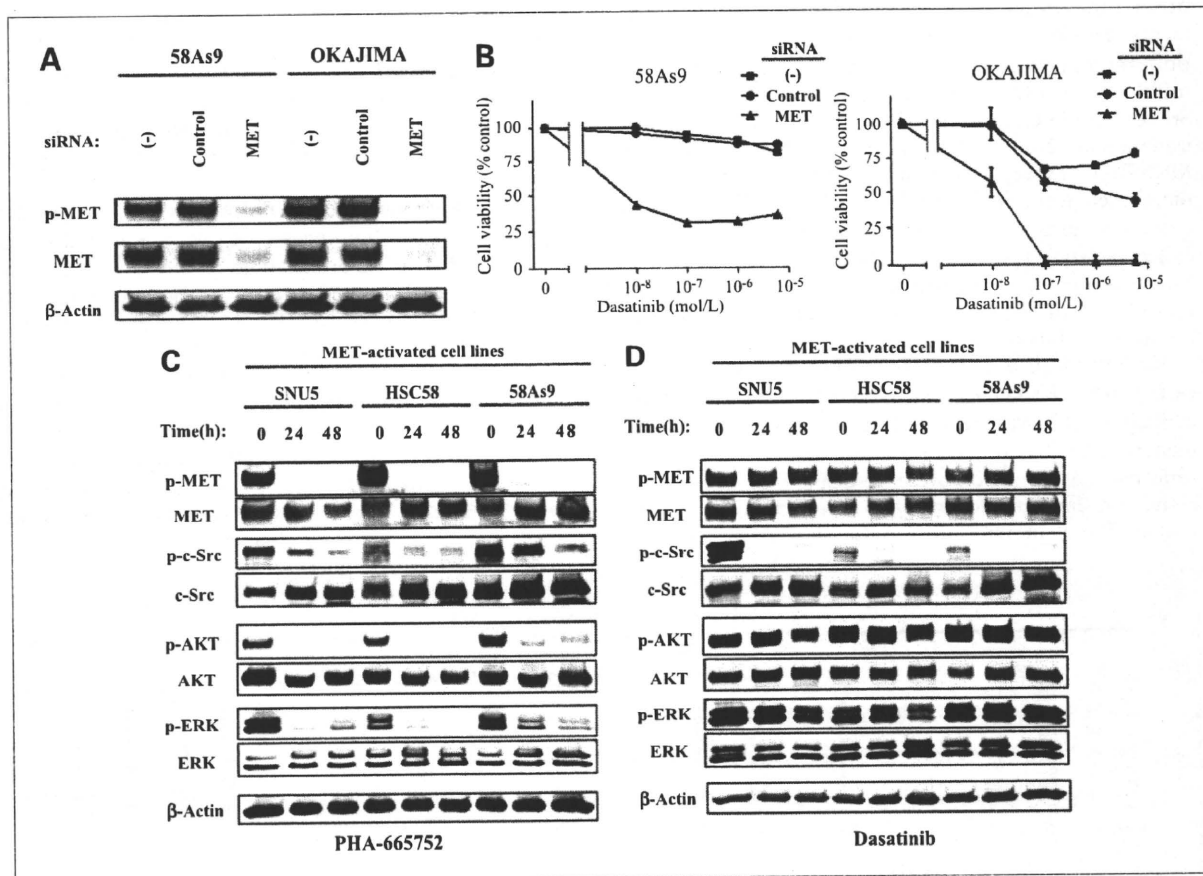 A
58As9 OKAJIMA
siRNA: (-) Control MET (-) Control MET
p-MET
MET
β-Actin
B
58As9
siRNA
(-)
Control
MET
Cell viability (% control)
100
75
50
25
0
0 10-8 10-7 10-6 10-5
Dasatinib (mol/L)
OKAJIMA
siRNA
(-)
Control
MET
Cell viability (% control)
100
75
50
25
0
0 10-8 10-7 10-6 10-5
Dasatinib (mol/L)
C
MET-activated cell lines
SNU5 HSC58 58As9
Time(h): 0 24 48 0 24 48 0 24 48
p-MET
MET
p-c-Src
c-Src
p-AKT
AKT
p-ERK
ERK
β-Actin
PHA-665752
D
MET-activated cell lines
SNU5 HSC58 58As9
Time(h): 0 24 48 0 24 48 0 24 48
p-MET
MET
p-c-Src
c-Src
p-AKT
AKT
p-ERK
ERK
β-Actin
Dasatinib